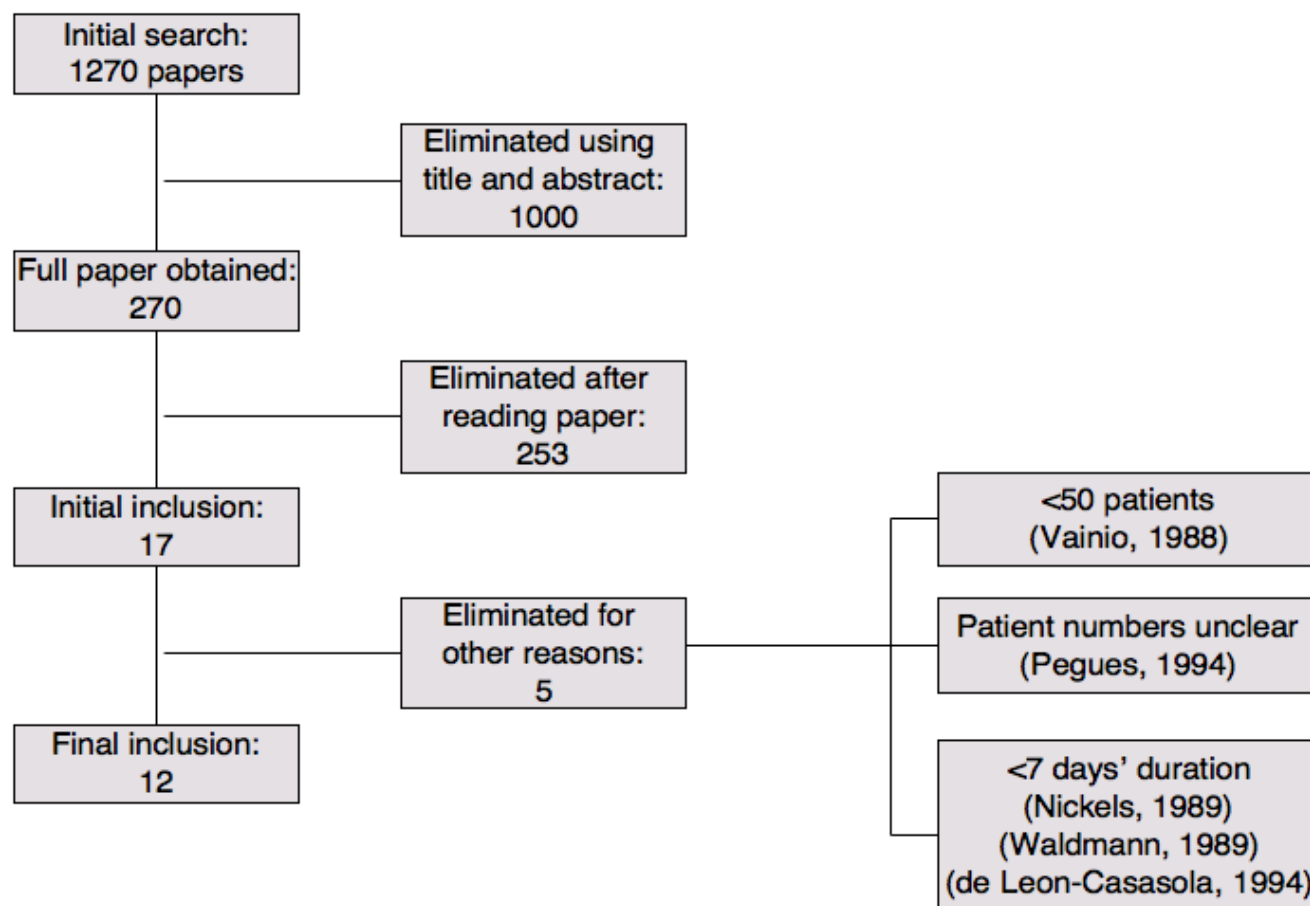 Initial search:
1270 papers
Eliminated using
title and abstract:
1000
Full paper obtained:
270
Eliminated after
reading paper:
253
Initial inclusion:
17
Eliminated for
other reasons:
5
<50 patients
(Vainio, 1988)
Patient numbers unclear
(Pegues, 1994)
<7 days’ duration
(Nickels, 1989)
(Waldmann, 1989)
(de Leon-Casasola, 1994)
Final inclusion:
12